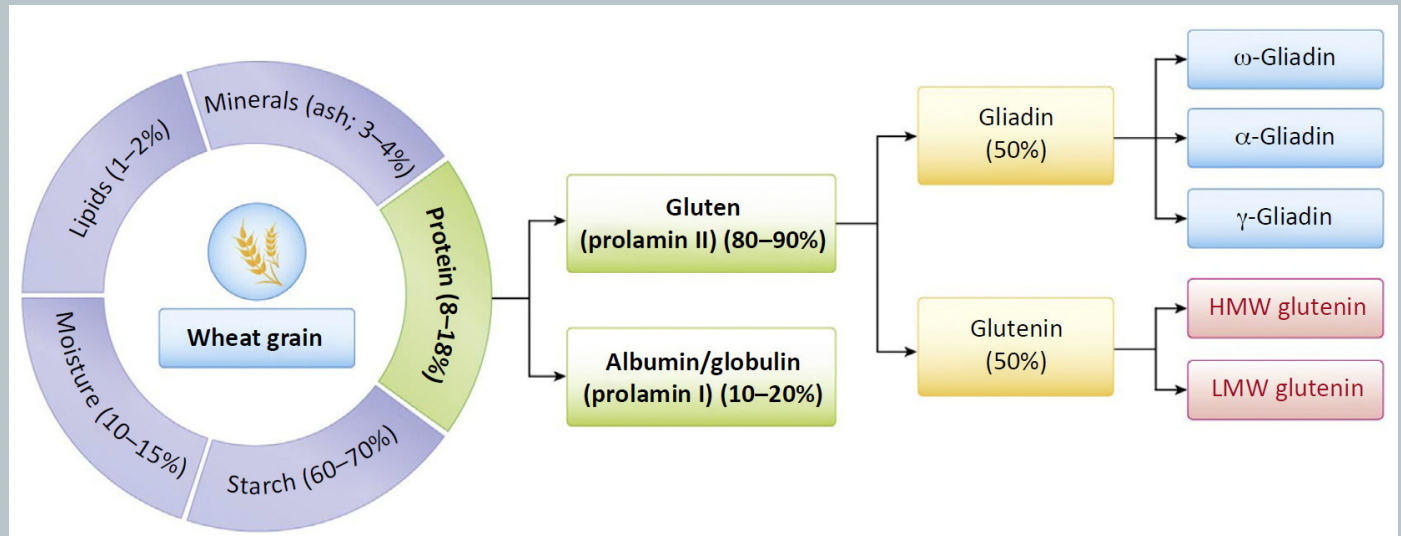 Minerals (ash; 3–4%)
Lipids (1–2%)
Protein (8–18%)
Moisture (10–15%)
Starch (60–70%)
Wheat grain
Gluten
(prolamin II) (80–90%)
Albumin/globulin
(prolamin I) (10–20%)
Gliadin
(50%)
Glutenin
(50%)
ω-Gliadin
α-Gliadin
γ-Gliadin
HMW glutenin
LMW glutenin